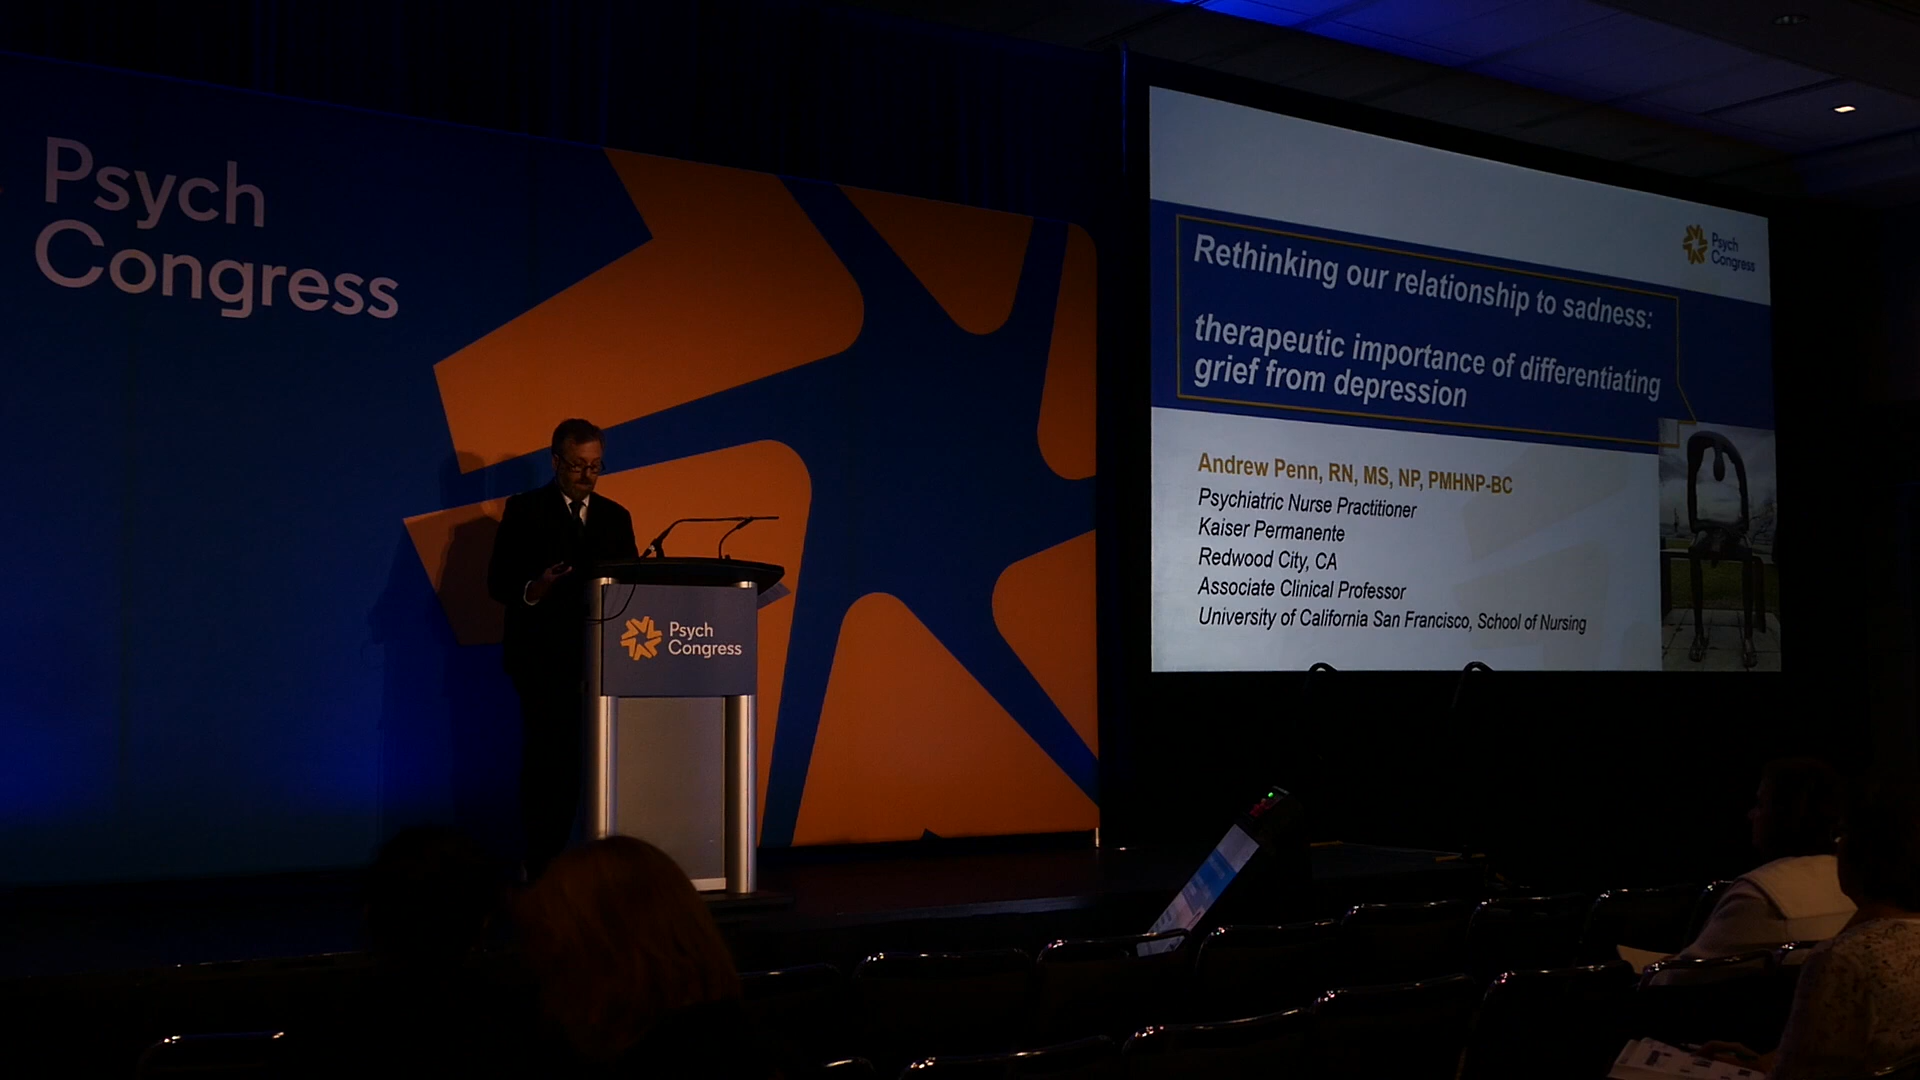 Psych
Congress
Psych
Congress
Rethinking our relationship to sadness:
therapeutic importance of differentiating
grief from depression
Andrew Penn, RN, MS, NP, PMHNP-BC
Psychiatric Nurse Practitioner
Kaiser Permanente
Redwood City, CA
Associate Clinical Professor
University of California San Francisco, School of Nursing
Psych
Congress